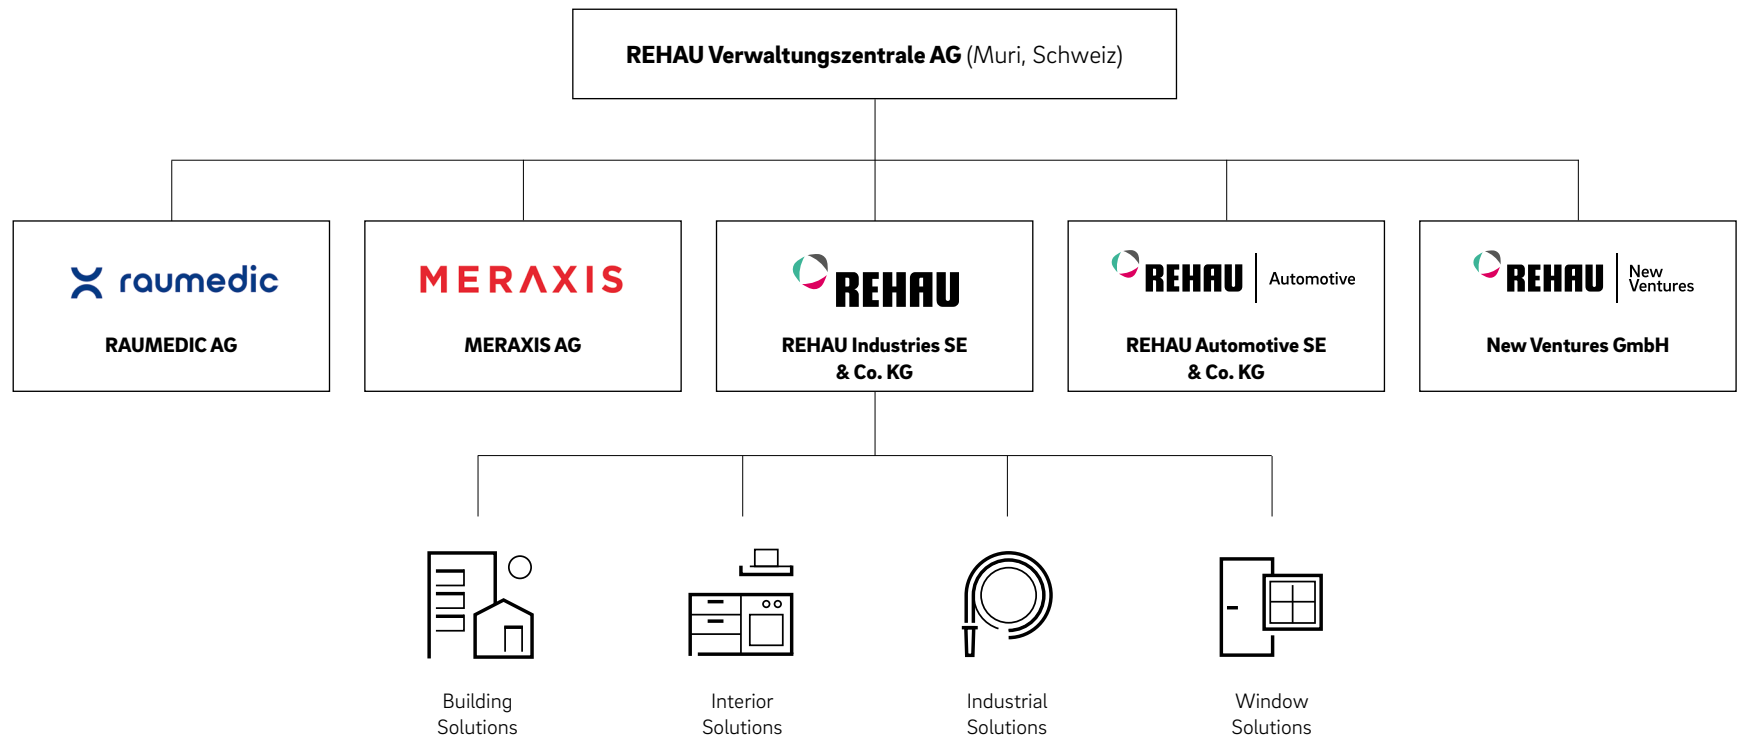 REHAU Verwaltungszentrale AG (Muri, Schweiz)
raumedic
RAUMEDIC AG
MERAXIS
MERAXIS AG
REHAU
REHAU Industries SE
& Co. KG
REHAU Automotive
REHAU Automotive SE
& Co. KG
REHAU New
Ventures
New Ventures GmbH
Building
Solutions
Interior
Solutions
Industrial
Solutions
Window
Solutions